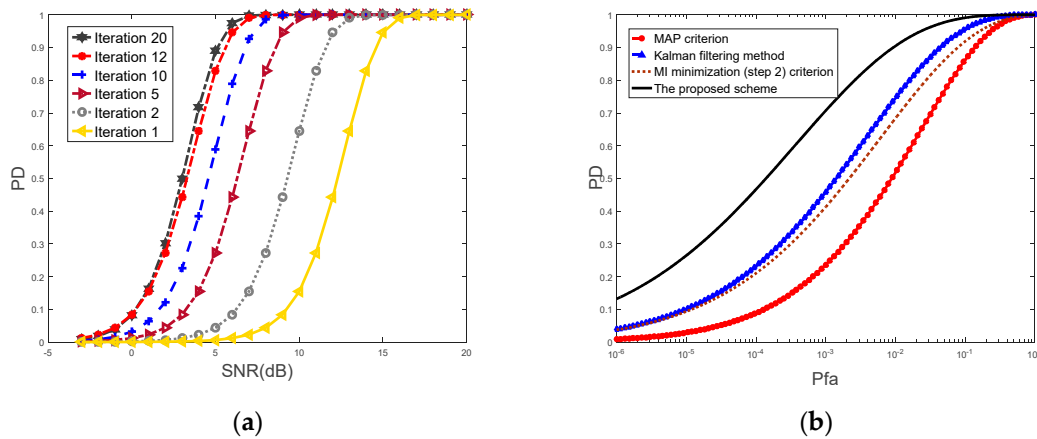 1
0.9
0.8
0.7
0.6
0.5
0.4
0.3
0.2
0.1
0
PD
Iteration 20
Iteration 12
Iteration 10
Iteration 5
Iteration 2
Iteration 1
-5 0 5 10 15 20
SNR(dB)
(a)
1
0.9
0.8
0.7
0.6
0.5
0.4
0.3
0.2
0.1
0
PD
MAP criterion
Kalman filtering method
MI minimization (step 2) criterion
The proposed scheme
10^-6 10^-5 10^-4 10^-3 10^-2 10^-1 10
Pfa
(b)